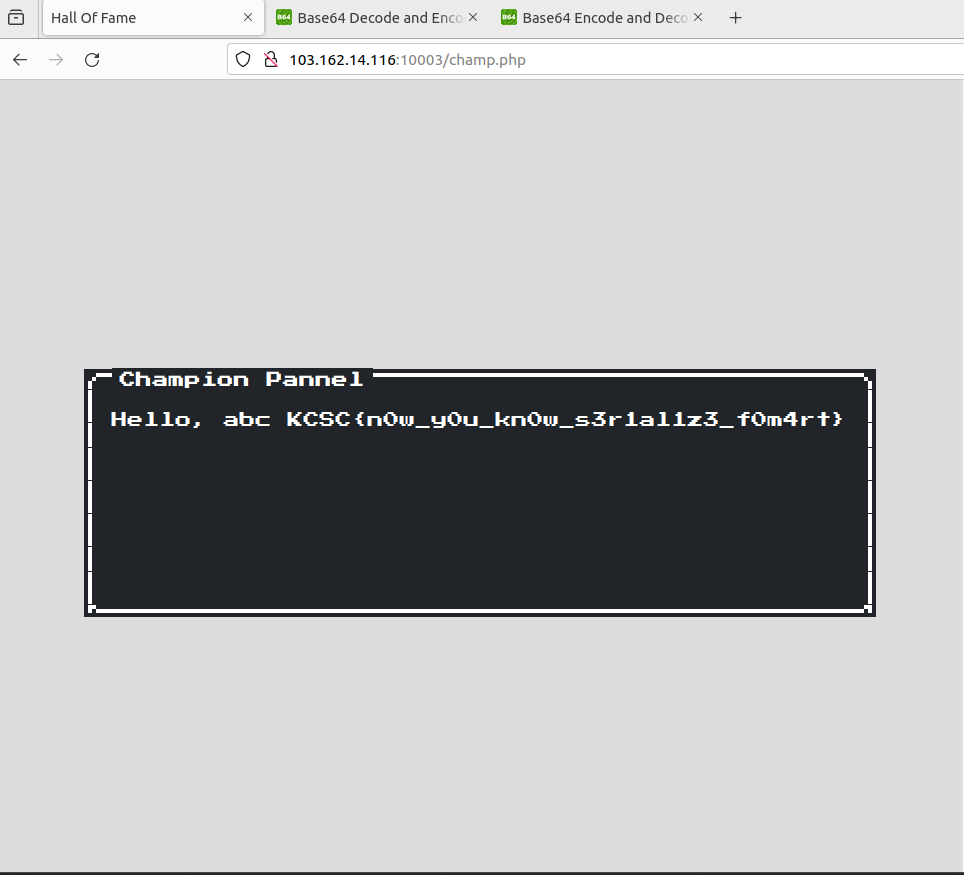 Hall Of Fame
B64 Base64 Decode and Enco
B64 Base64 Encode and Deco
103.162.14.116:10003/champ.php
Champion Pannel
Hello, abc KCSC{n0w_y0u_kn0w_s3r1al1z3_f0m4rt}